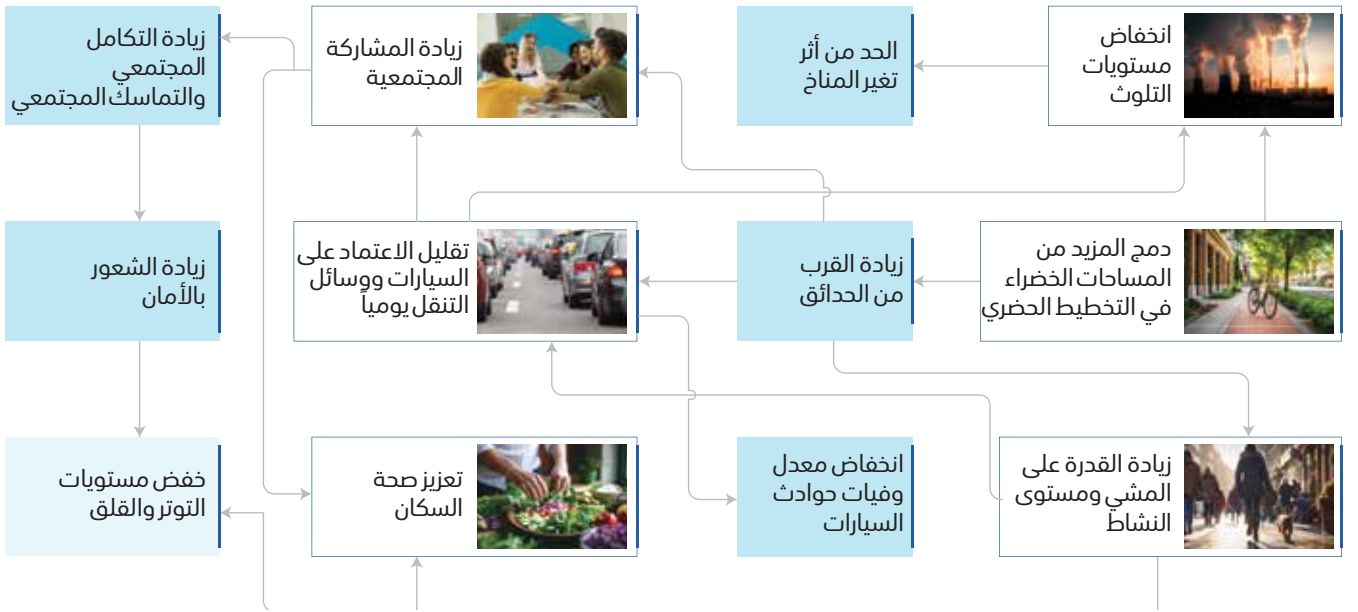 انخفاض
مستويات
التلوث
الحد من أثر
تغير المناخ
زيادة المشاركة
المجتمعية
زيادة التكامل
المجتمعي
والتماسك المجتمعي
دمج المزيد من
المساحات الخضراء
في التخطيط الحضري
زيادة القرب
من الحدائق
تقليل الاعتماد على
السيارات ووسائل
التنقل يومياً
زيادة الشعور
بالأمان
زيادة القدرة على
المشي ومستوى
النشاط
انخفاض معدل
وفيات حوادث
السيارات
تعزيز صحة
السكان
خفض مستويات
التوتر والقلق